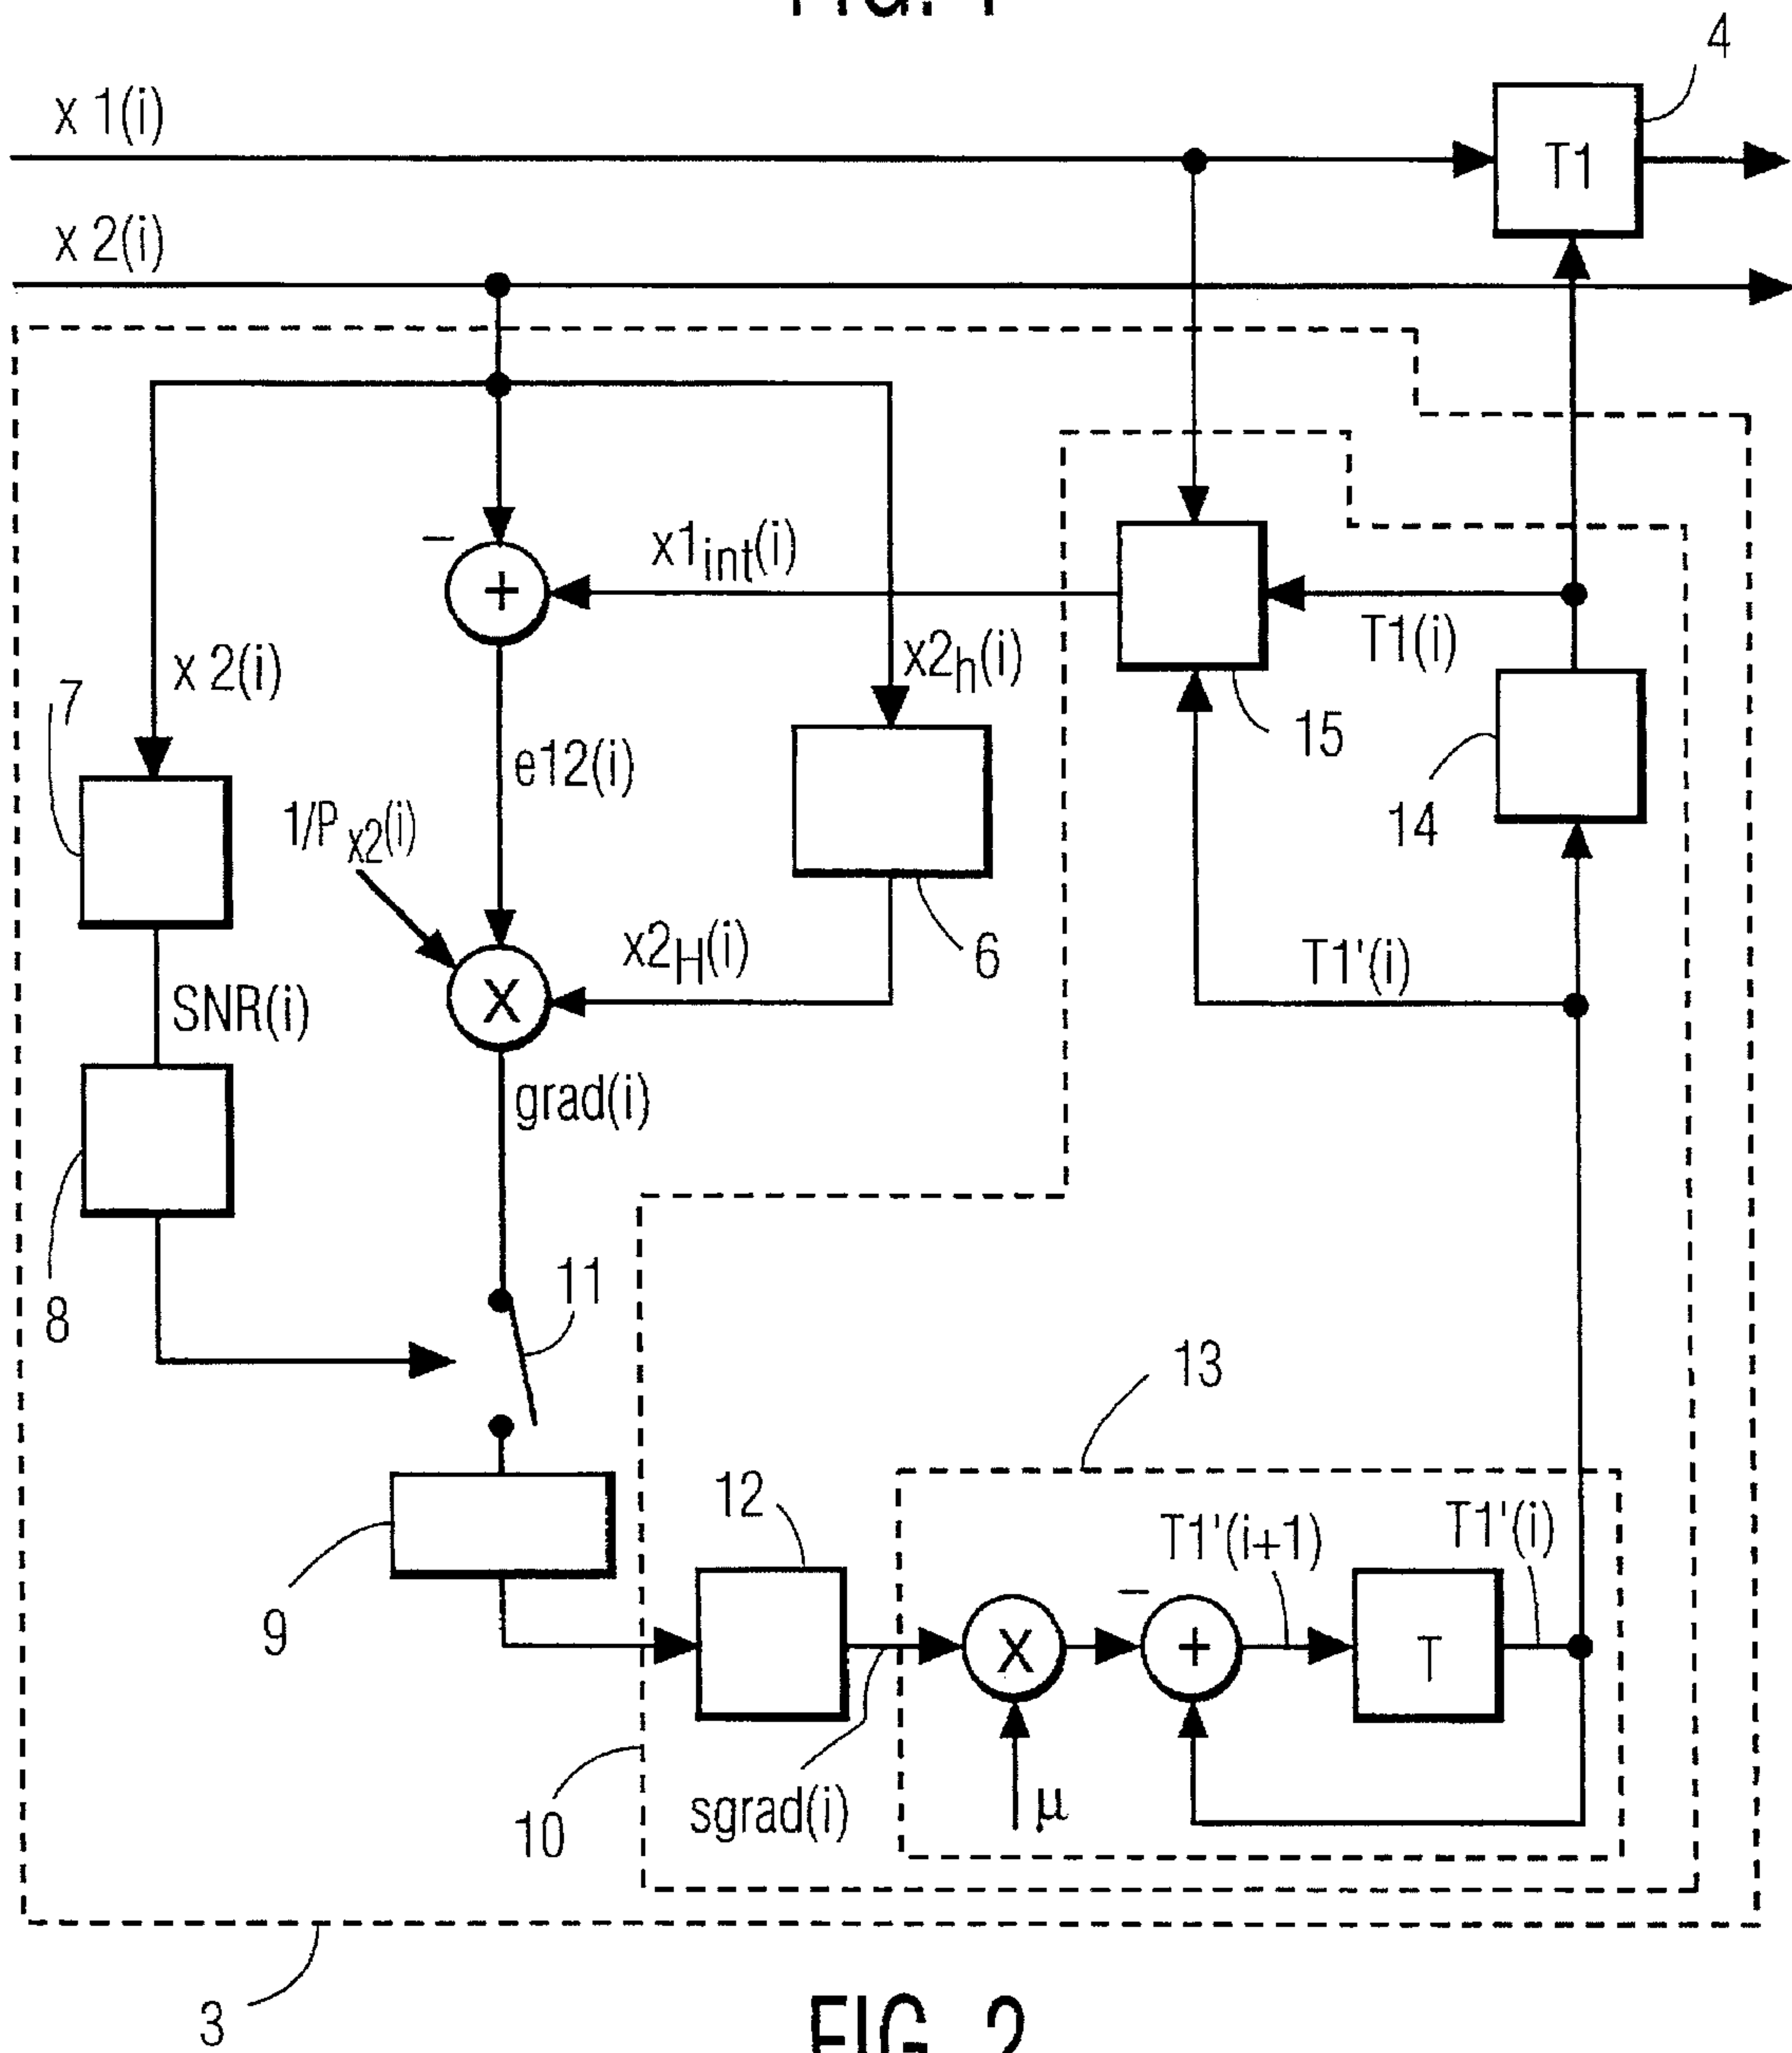 x 1(i)
4
T1
x 2(i)
–
+
x1int(i)
T1(i)
x 2(i)
x2h(i)
7
15
14
e12(i)
1/Px2(i)
6
x2H(i)
T1'(i)
X
SNR(i)
grad(i)
8
11
13
12
T1'(i+1)
T1'(i)
9
–
X
+
T
10
sgrad(i)
μ
3
FIG. 2